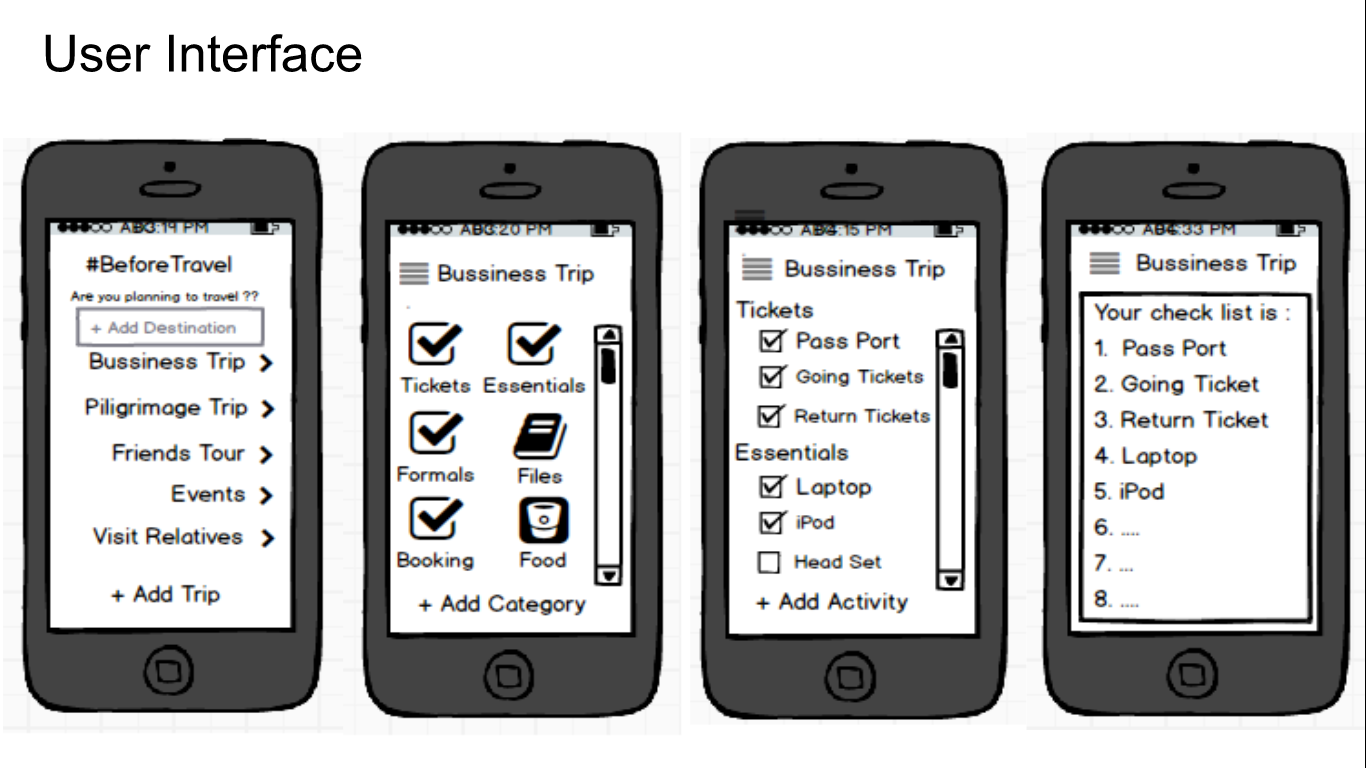 User Interface
3:19 PM
#BeforeTravel
Are you planning to travel ??
+ Add Destination
Bussiness Trip
Piligrimage Trip
Friends Tour
Events
Visit Relatives
+ Add Trip
3:20 PM
Bussiness Trip
Tickets Essentials
Formals Files
Booking Food
+ Add Category
4:15 PM
Bussiness Trip
Tickets
Pass Port
Going Tickets
Return Tickets
Essentials
Laptop
iPod
Head Set
+ Add Activity
4:33 PM
Bussiness Trip
Your check list is :
1. Pass Port
2. Going Ticket
3. Return Ticket
4. Laptop
5. iPod
6. ....
7. ...
8. ....